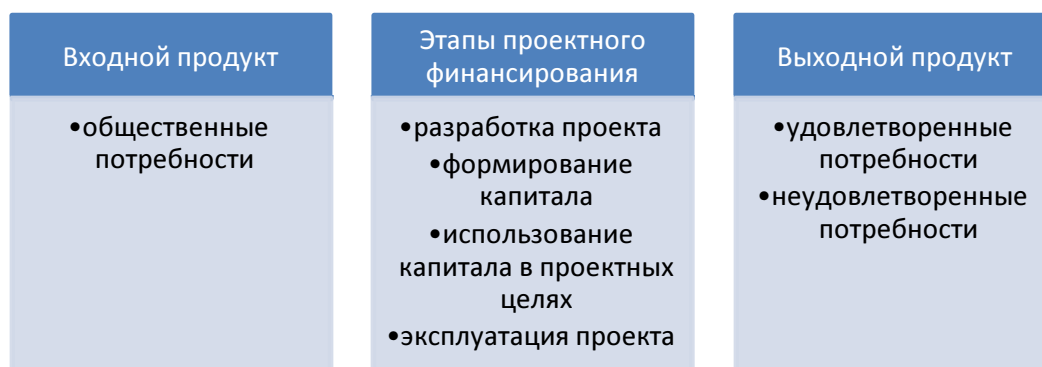 Входной продукт
•общественные
потребности
Этапы проектного
финансирования
•разработка проекта
•формирование
капитала
•использование
капитала в проектных
целях
•эксплуатация проекта
Выходной продукт
•удовлетворенные
потребности
•неудовлетворенные
потребности